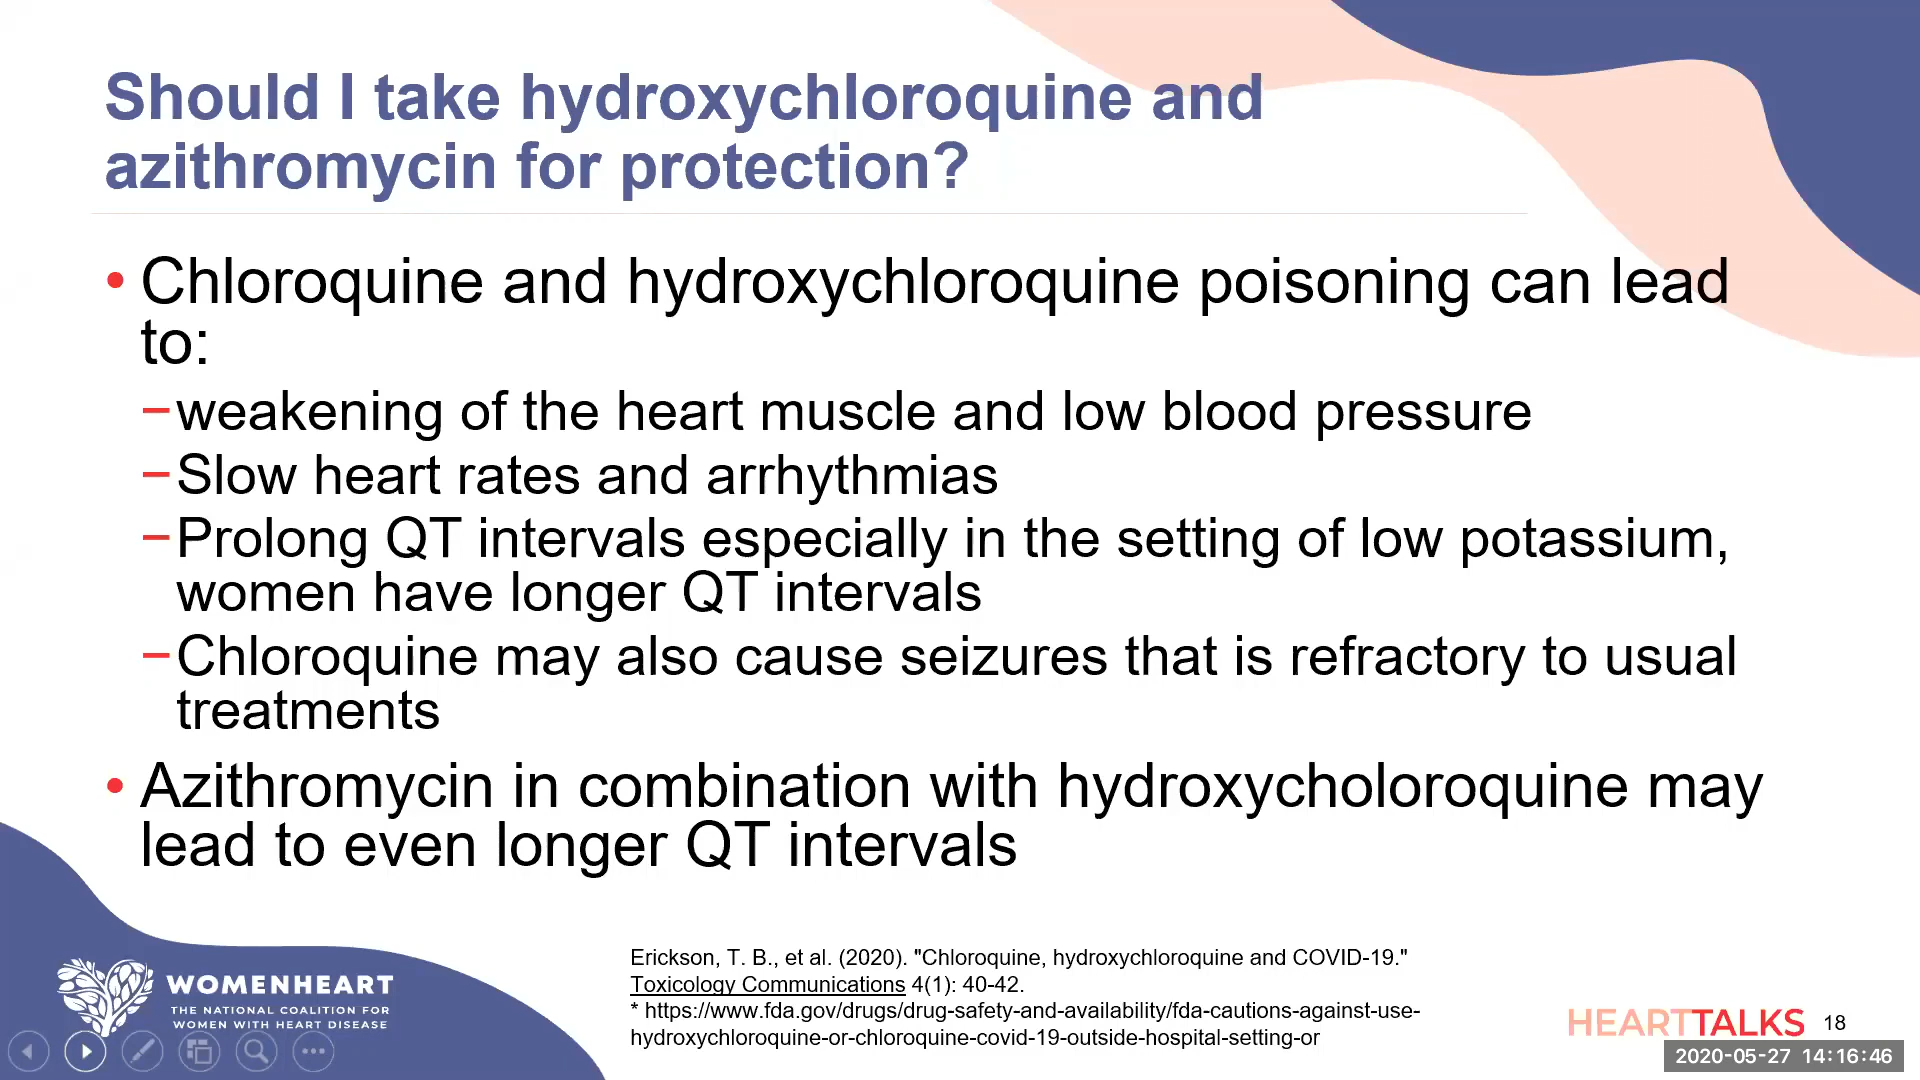 Should I take hydroxychloroquine and
azithromycin for protection?
• Chloroquine and hydroxychloroquine poisoning can lead
to:
–weakening of the heart muscle and low blood pressure
–Slow heart rates and arrhythmias
–Prolong QT intervals especially in the setting of low potassium,
women have longer QT intervals
–Chloroquine may also cause seizures that is refractory to usual
treatments
• Azithromycin in combination with hydroxycholoroquine may
lead to even longer QT intervals
Erickson, T. B., et al. (2020). "Chloroquine, hydroxychloroquine and COVID-19."
Toxicology Communications 4(1): 40-42.
* https://www.fda.gov/drugs/drug-safety-and-availability/fda-cautions-against-use-
hydroxychloroquine-or-chloroquine-covid-19-outside-hospital-setting-or
WOMENHEART
THE NATIONAL COALITION FOR
WOMEN WITH HEART DISEASE
HEARTTALKS 18
2020-05-27 14:16:46